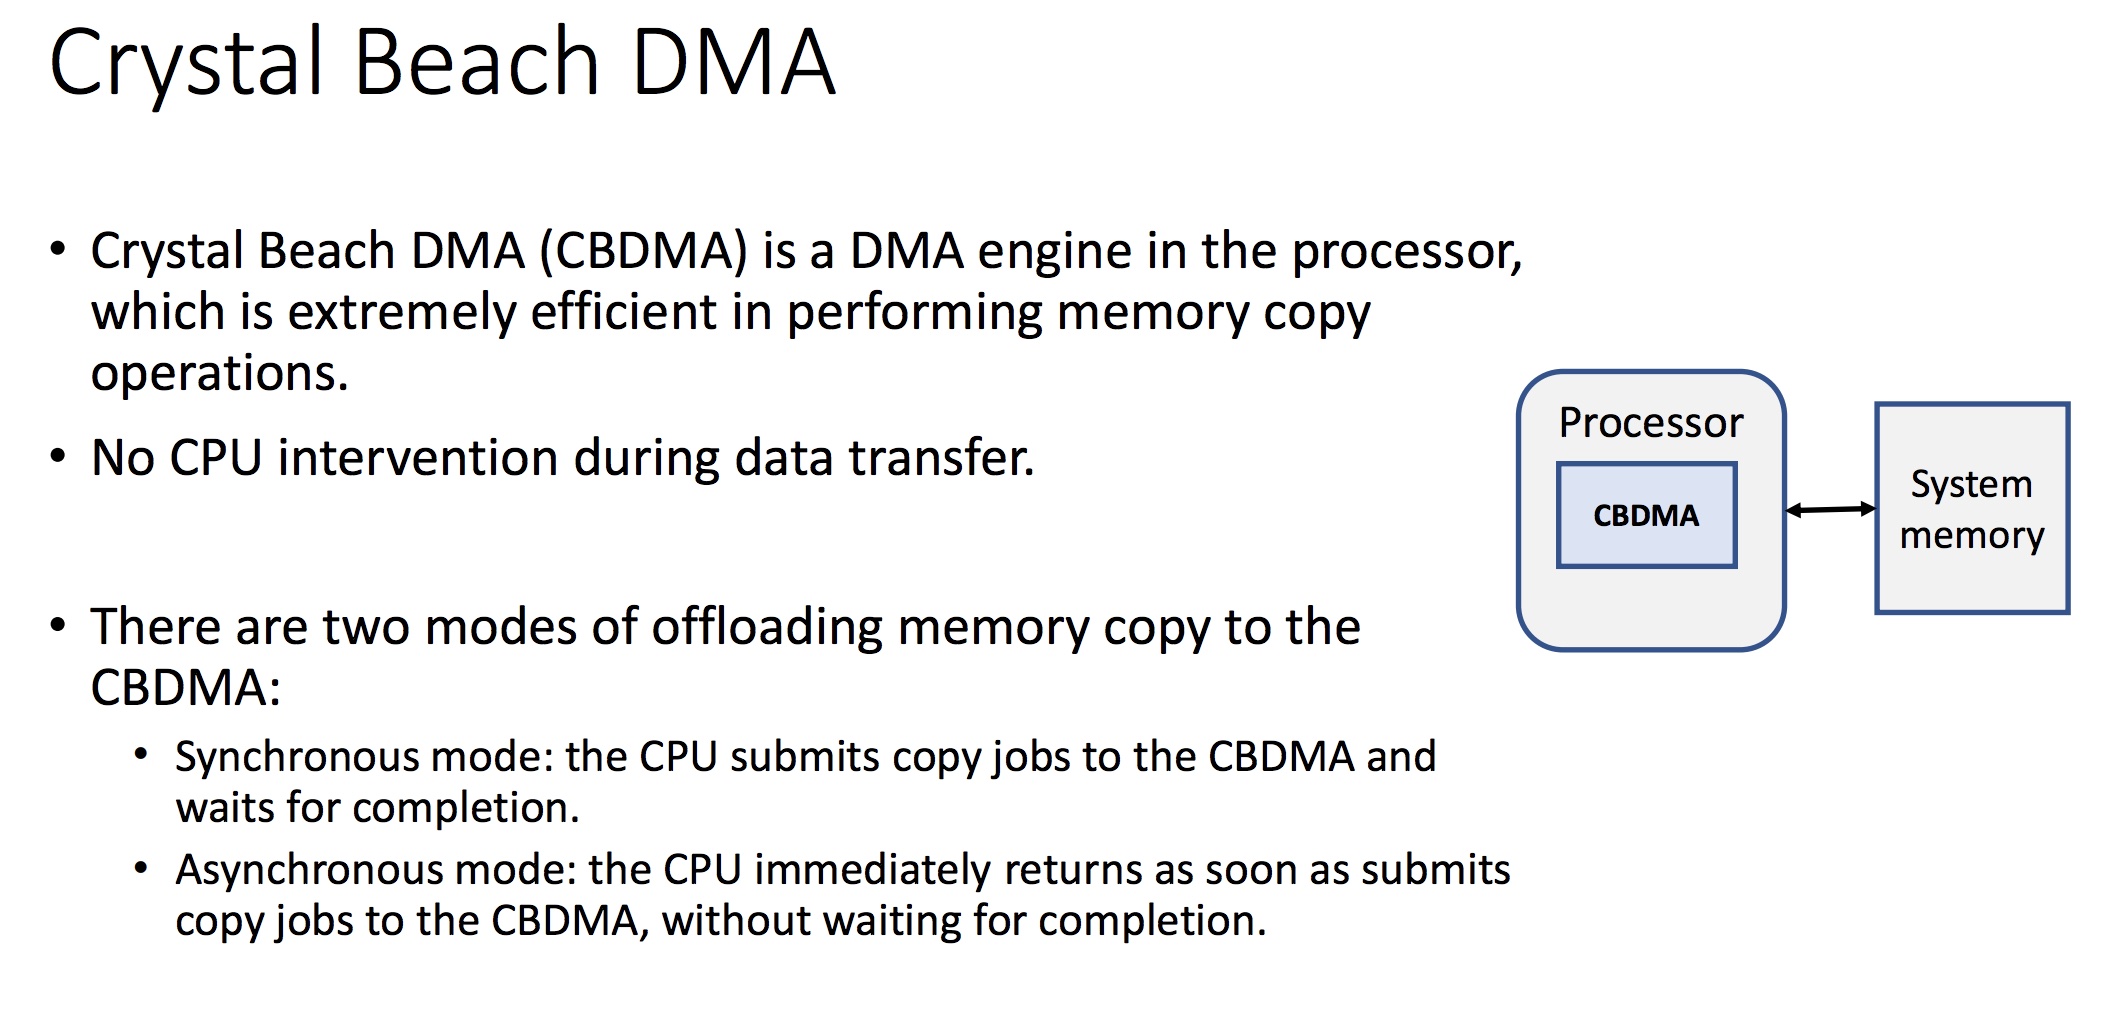 Crystal Beach DMA
• Crystal Beach DMA (CBDMA) is a DMA engine in the processor,
which is extremely efficient in performing memory copy
operations.
• No CPU intervention during data transfer.
• There are two modes of offloading memory copy to the
CBDMA:
• Synchronous mode: the CPU submits copy jobs to the CBDMA and
waits for completion.
• Asynchronous mode: the CPU immediately returns as soon as submits
copy jobs to the CBDMA, without waiting for completion.
Processor
CBDMA
System
memory